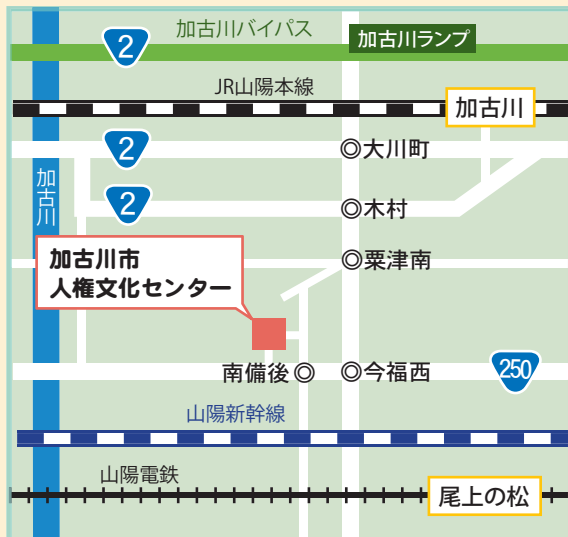 加古川バイパス
加古川ランプ
2
JR山陽本線
加古川
2
大川町
加古川
2
木村
加古川市
人権文化センター
粟津南
南備後
今福西
250
山陽新幹線
山陽電鉄
尾上の松